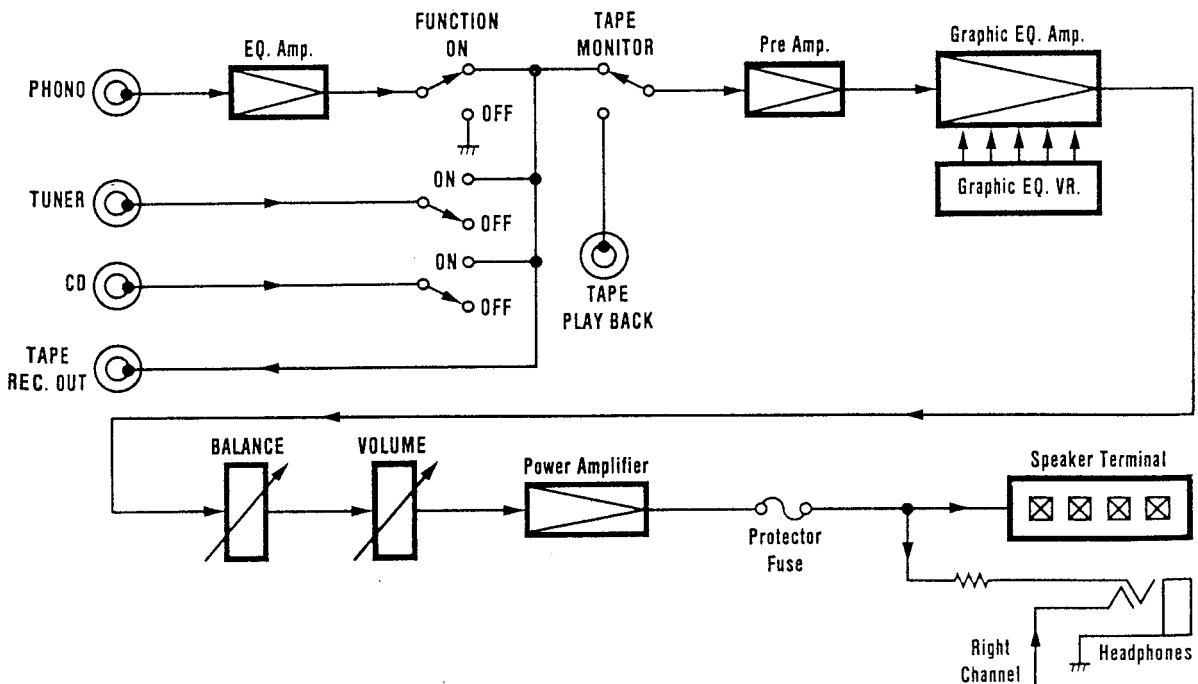 FUNCTION
ON
TAPE
MONITOR
EQ. Amp.
Pre Amp.
Graphic EQ. Amp.
PHONO
OFF
Graphic EQ. VR.
TUNER
ON
OFF
CD
ON
OFF
TAPE
PLAY BACK
TAPE
REC. OUT
BALANCE
VOLUME
Power Amplifier
Speaker Terminal
Protector
Fuse
Right
Channel
Headphones